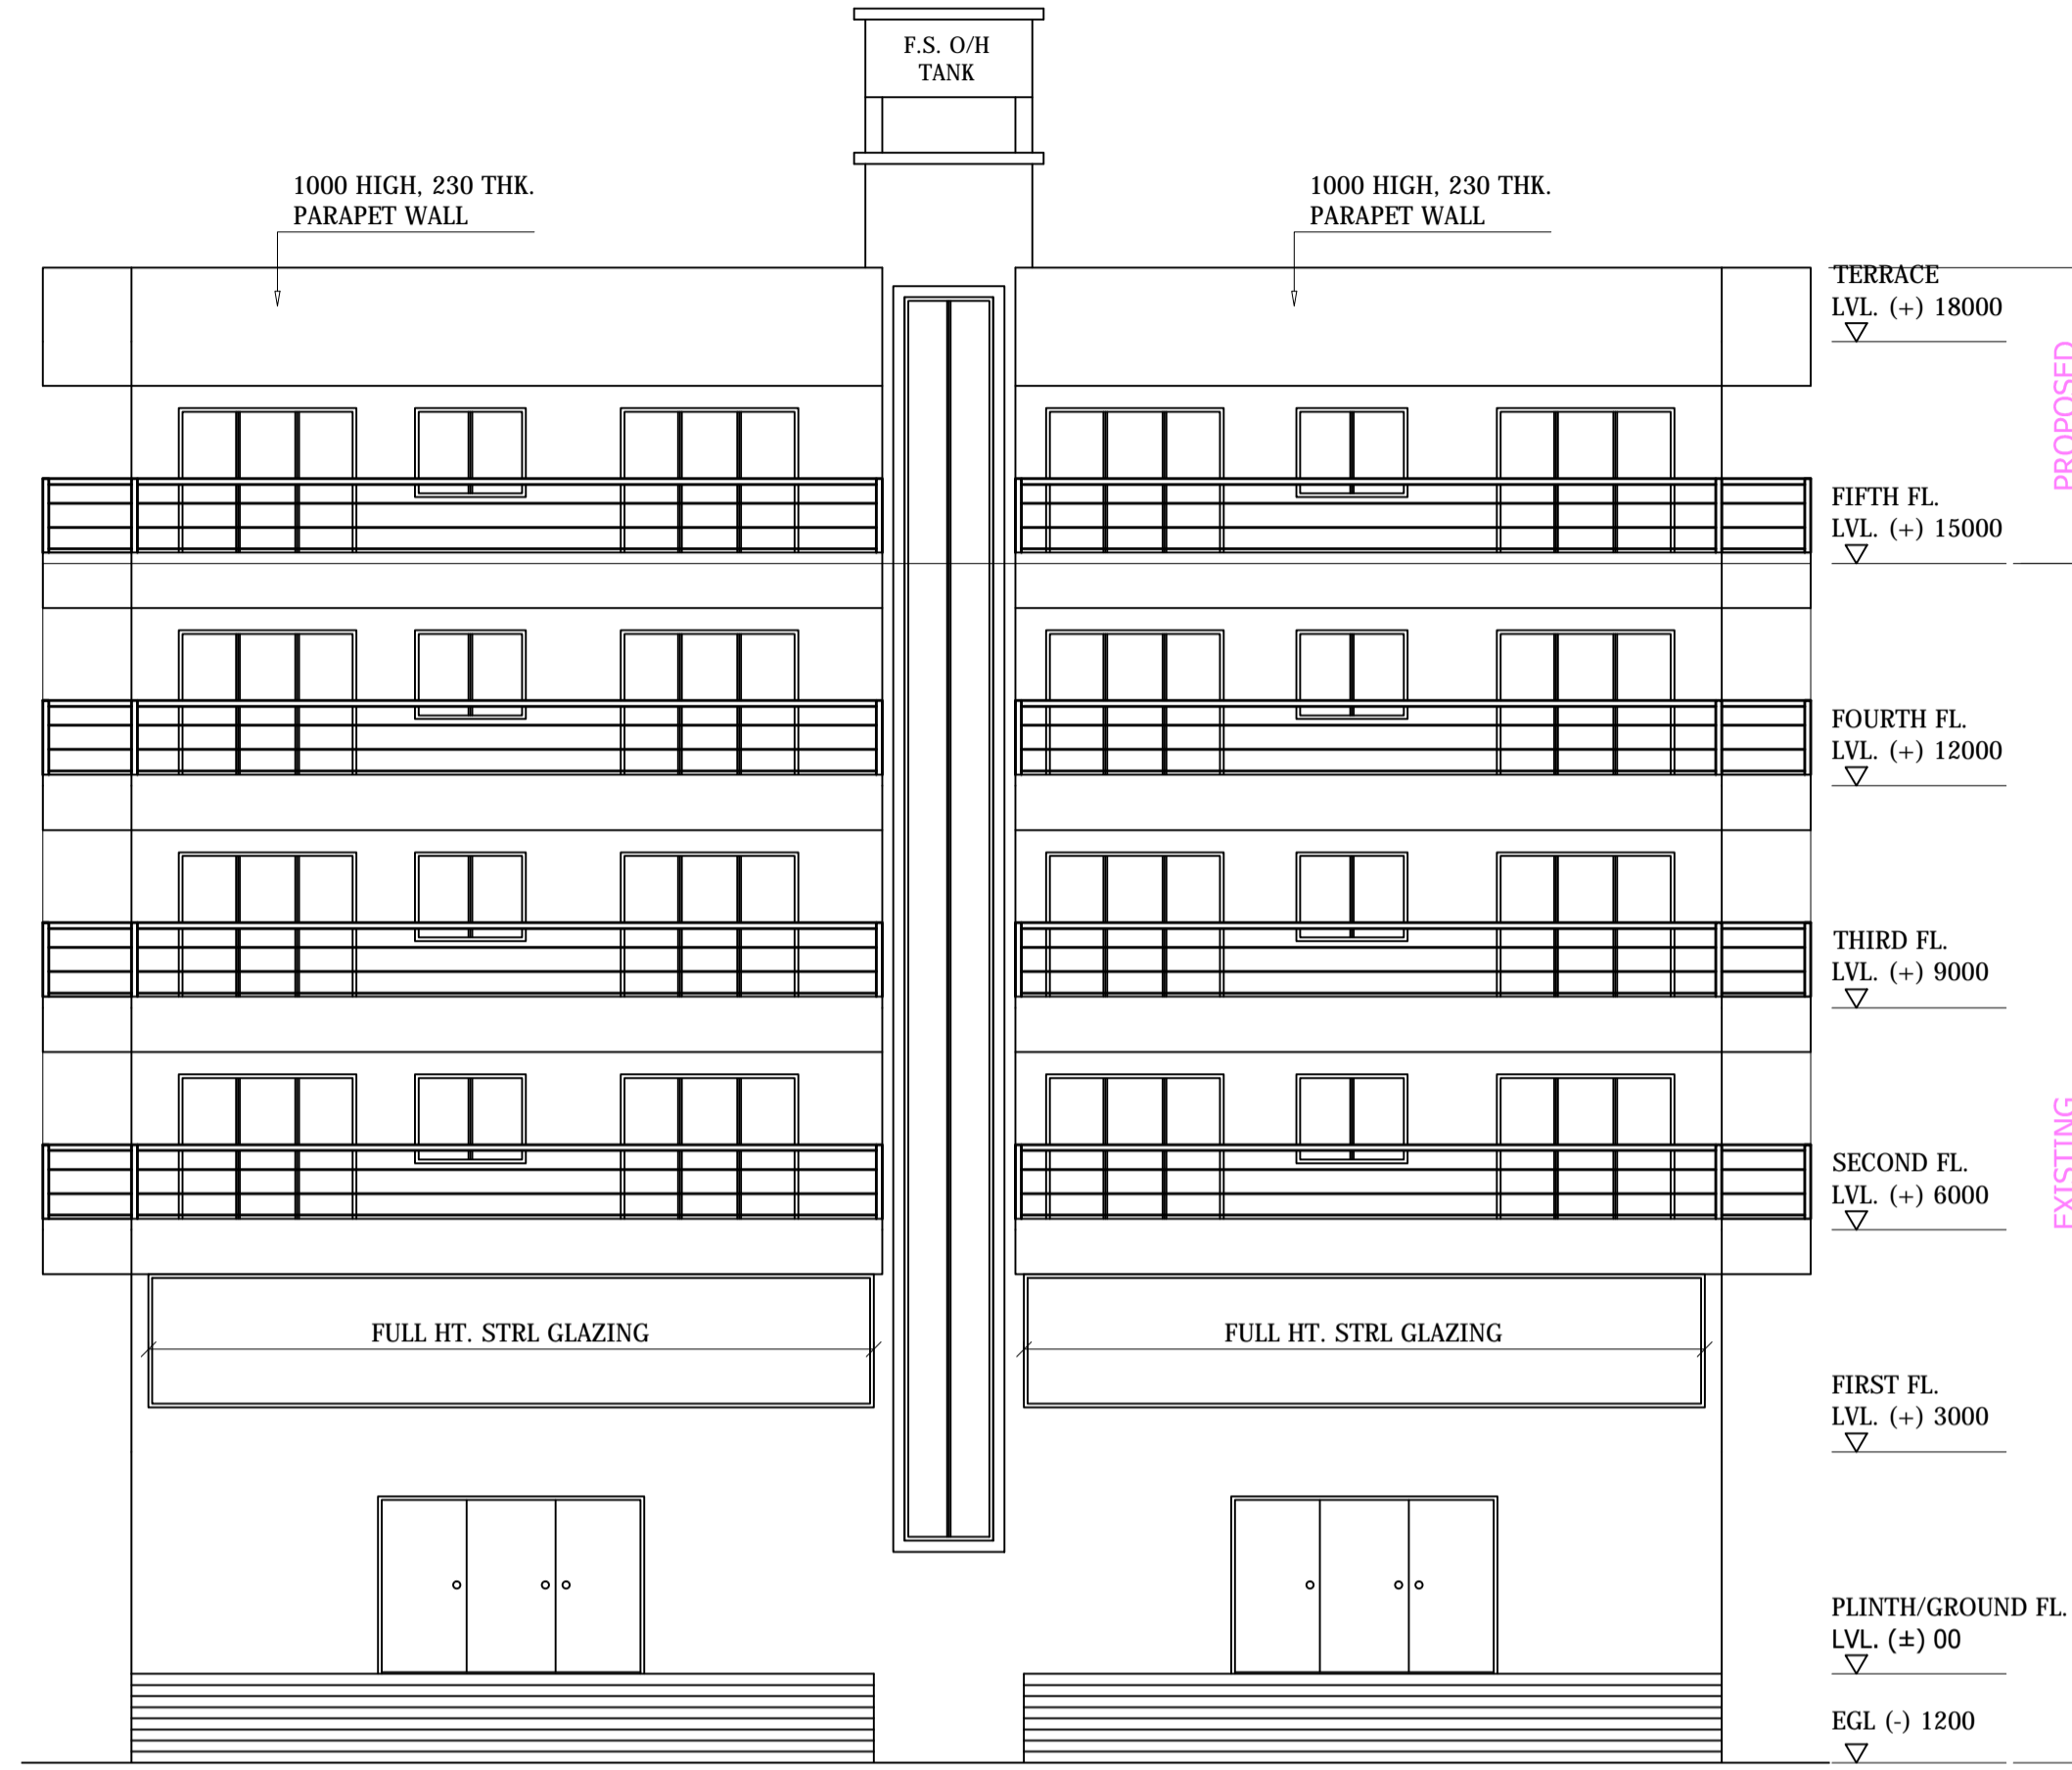 F.S. O/H
TANK
1000 HIGH, 230 THK.
PARAPET WALL
1000 HIGH, 230 THK.
PARAPET WALL
TERRACE
LVL. (+) 18000
PROPOSED
FIFTH FL.
LVL. (+) 15000
FOURTH FL.
LVL. (+) 12000
THIRD FL.
LVL. (+) 9000
EXISTING
SECOND FL.
LVL. (+) 6000
FULL HT. STRL GLAZING
FULL HT. STRL GLAZING
FIRST FL.
LVL. (+) 3000
PLINTH/GROUND FL.
LVL. (±) 00
EGL (-) 1200